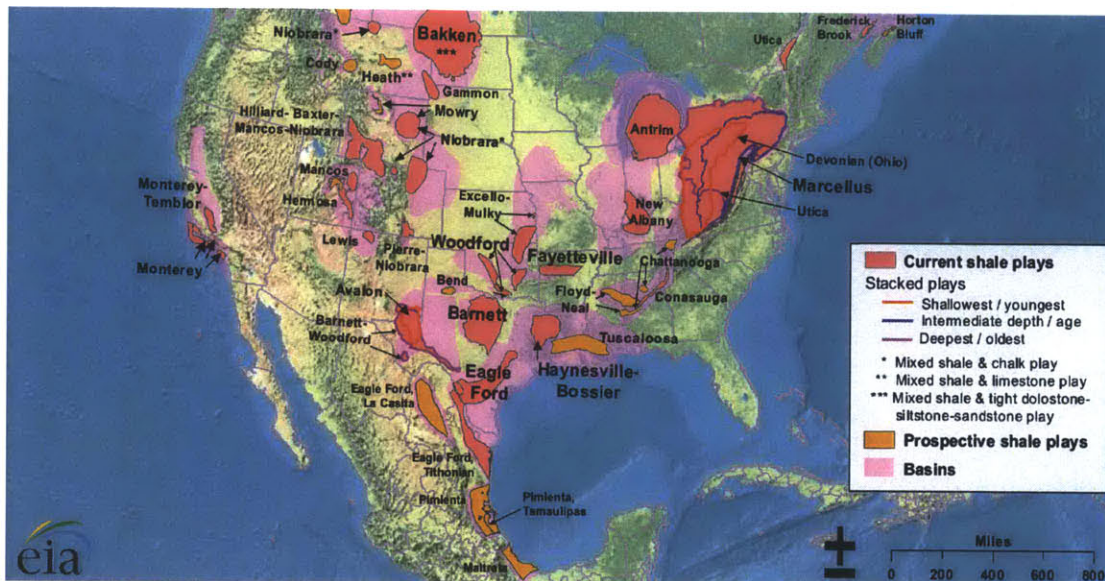 Niobrara*
Bakken
***
Utica
Frederick
Brook
Horton
Bluff
Cody
Heath**
Gammon
Mowry
Hilliard- Baxter-
Mancos-Niobrara
Antrim
Niobrara*
Devonian (Ohio)
Mancos
Marcellus
Monterey-
Temblor
Hermosa
Excello-
Mulky
New
Albany
Utica
Lewis
Pierre-
Niobrara
Woodford
Fayetteville
Chattanooga
Monterey
Bend
Floyd-
Neal
Conasauga
Avalon
Barnett
Barnett-
Woodford
Tuscaloosa
Eagle
Ford
Haynesville-
Bossier
Eagle Ford,
La Casita
Eagle Ford,
Tithonian
Pimienta
Pimienta,
Tamaulipas
Maltrata
Current shale plays
Stacked plays
Shallowest / youngest
Intermediate depth / age
Deepest / oldest
* Mixed shale & chalk play
** Mixed shale & limestone play
*** Mixed shale & tight dolostone-
siltstone-sandstone play
Prospective shale plays
Basins
eia
±
Miles
0 200 400 600 800